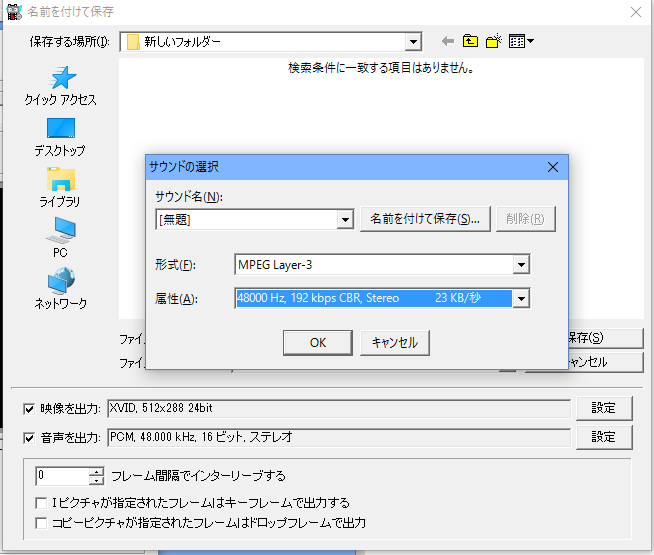 名前を付けて保存
保存する場所(I):
新しいフォルダー
検索条件に一致する項目はありません。
クイック アクセス
デスクトップ
ライブラリ
PC
ネットワーク
サウンドの選択
サウンド名(N):
[無題]
名前を付けて保存(S)...
削除(R)
形式(F):
MPEG Layer-3
属性(A):
48000 Hz, 192 kbps CBR, Stereo 23 KB/秒
OK
キャンセル
ファイ
保存(S)
ファイ
ャンセル
映像を出力:
XVID, 512x288 24bit
設定
音声を出力:
PCM, 48.000 kHz, 16 ビット, ステレオ
設定
0
フレーム間隔でインターリーブする
Iピクチャが指定されたフレームはキーフレームで出力する
コピーピクチャが指定されたフレームはドロップフレームで出力